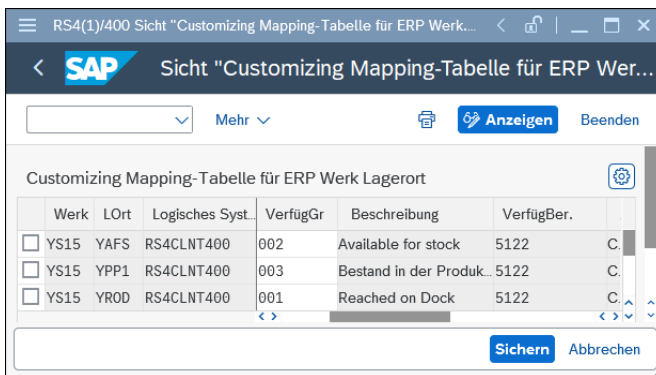 RS4(1)/400 Sicht "Customizing Mapping-Tabelle für ERP Werk...
SAP Sicht "Customizing Mapping-Tabelle für ERP Wer...
Mehr Anzeigen Beenden
Customizing Mapping-Tabelle für ERP Werk Lagerort
Werk LOrt Logisches Syst... VerfügGr Beschreibung VerfügBer.
YS15 YAFS RS4CLNT400 002 Available for stock 5122 C.
YS15 YPP1 RS4CLNT400 003 Bestand in der Produk... 5122 C.
YS15 YROD RS4CLNT400 001 Reached on Dock 5122 C.
Sichern Abbrechen